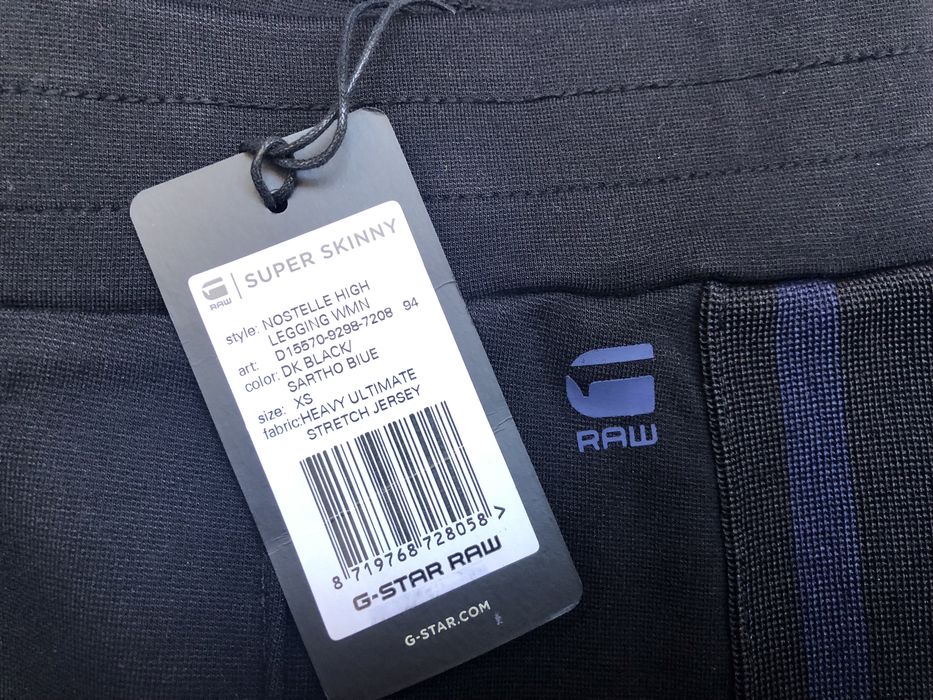 RAW | SUPER SKINNY
style: NOSTELLE HIGH
LEGGING WMN
art: D15570-9298-7208 94
color: DK BLACK/
SARTHO BlUE
size: XS
fabric: HEAVY ULTIMATE
STRETCH JERSEY
8 719768 728058 >
G-STAR RAW
G-STAR.COM
RAW